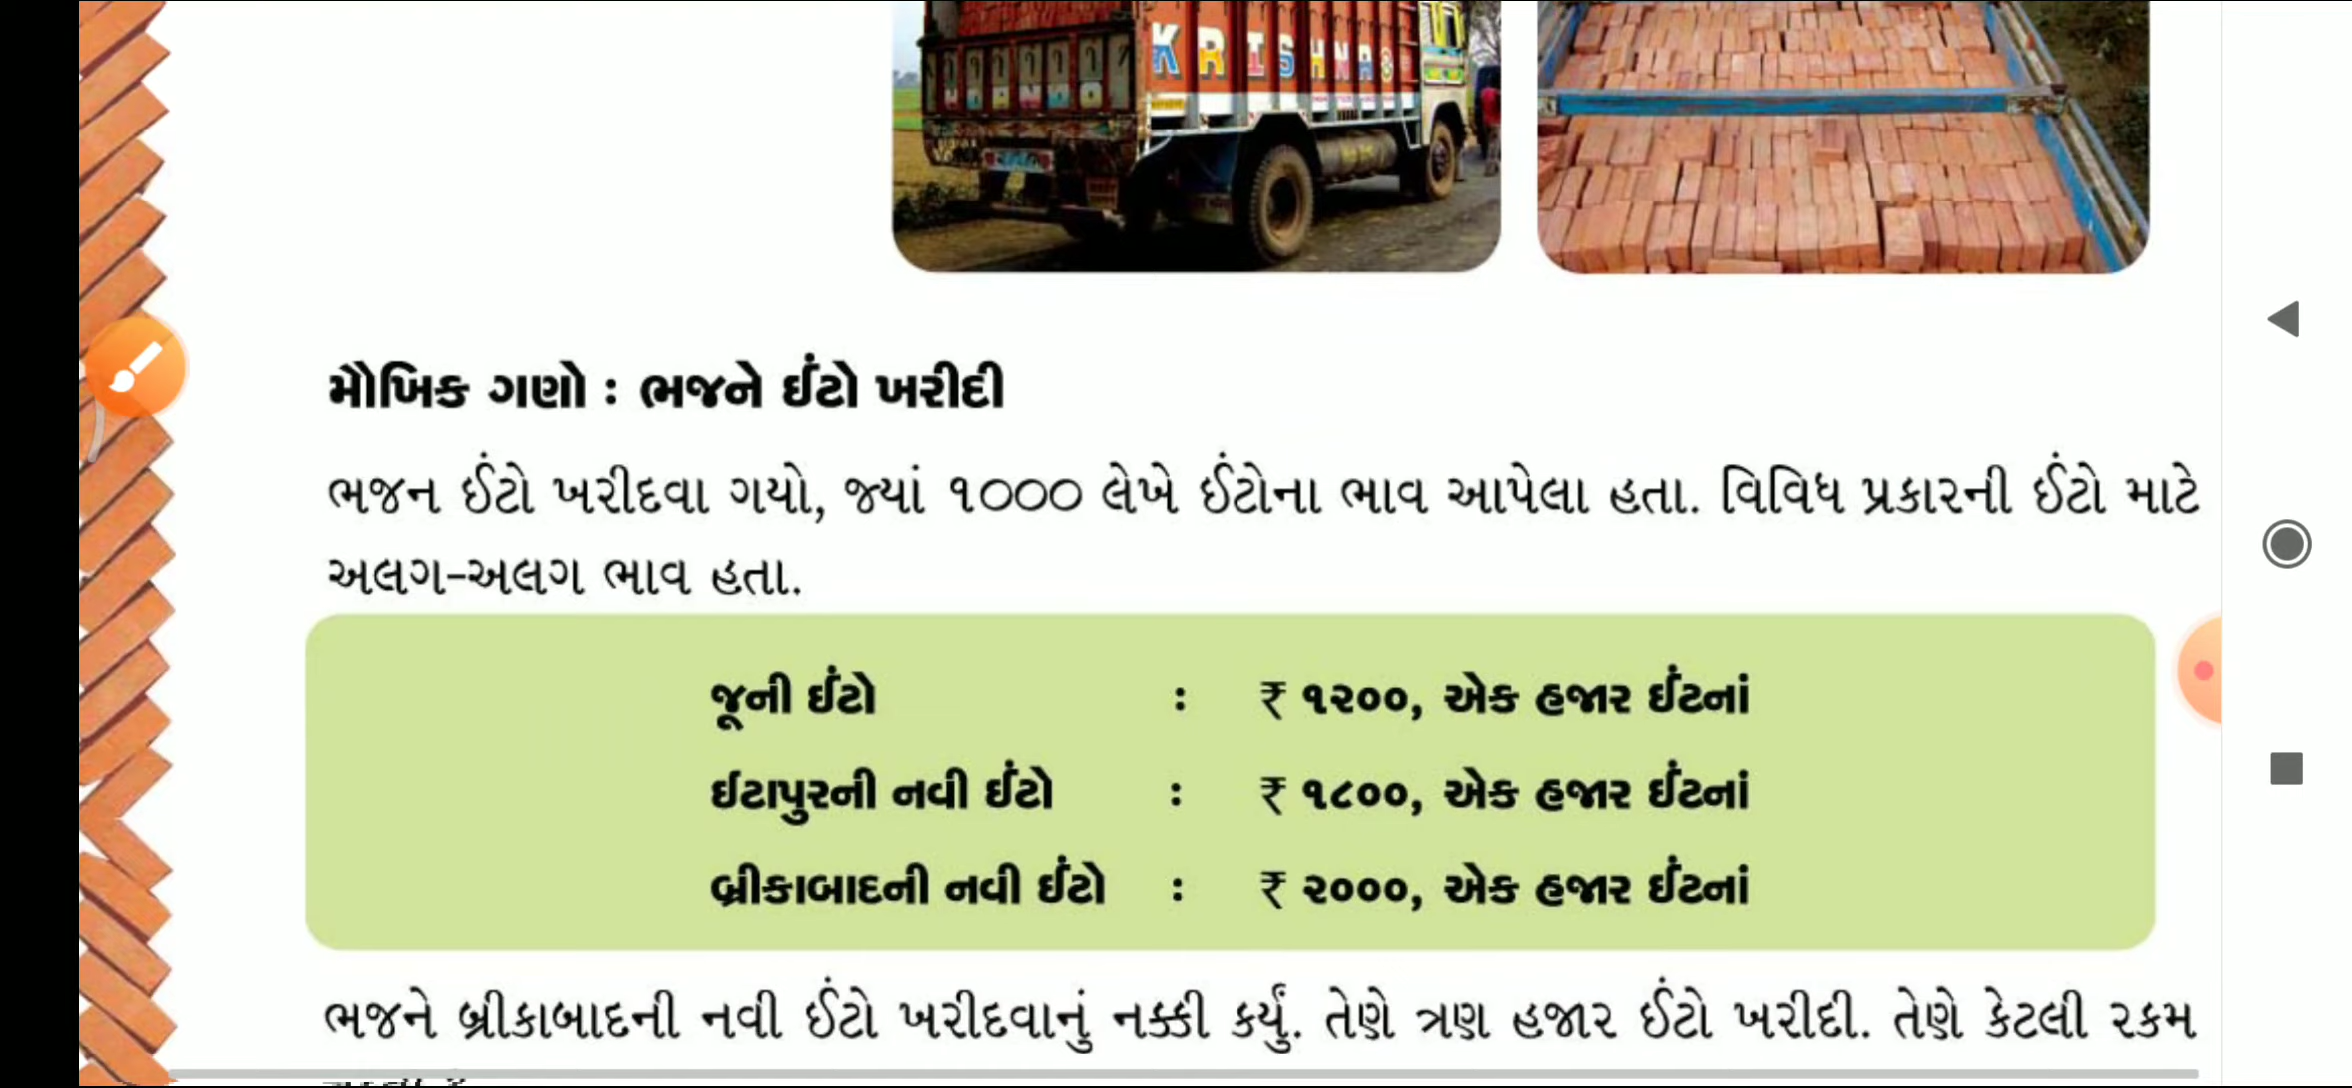 KRISHNA
મૌખિક ગણો : ભજને ઈંટો ખરીદી
ભજન ઈંટો ખરીદવા ગયો, જ્યાં ૧૦૦૦ લેખે ઈંટોના ભાવ આપેલા હતા. વિવિધ પ્રકારની ઈંટો માટે
અલગ-અલગ ભાવ હતા.
જૂની ઈંટો : ₹ ૧૨૦૦, એક હજાર ઈંટનાં
ઈટાપુરની નવી ઈંટો : ₹ ૧૮૦૦, એક હજાર ઈંટનાં
બ્રીકાબાદની નવી ઈંટો : ₹ ૨૦૦૦, એક હજાર ઈંટનાં
ભજને બ્રીકાબાદની નવી ઈંટો ખરીદવાનું નક્કી કર્યું. તેણે ત્રણ હજાર ઈંટો ખરીદી. તેણે કેટલી રકમ